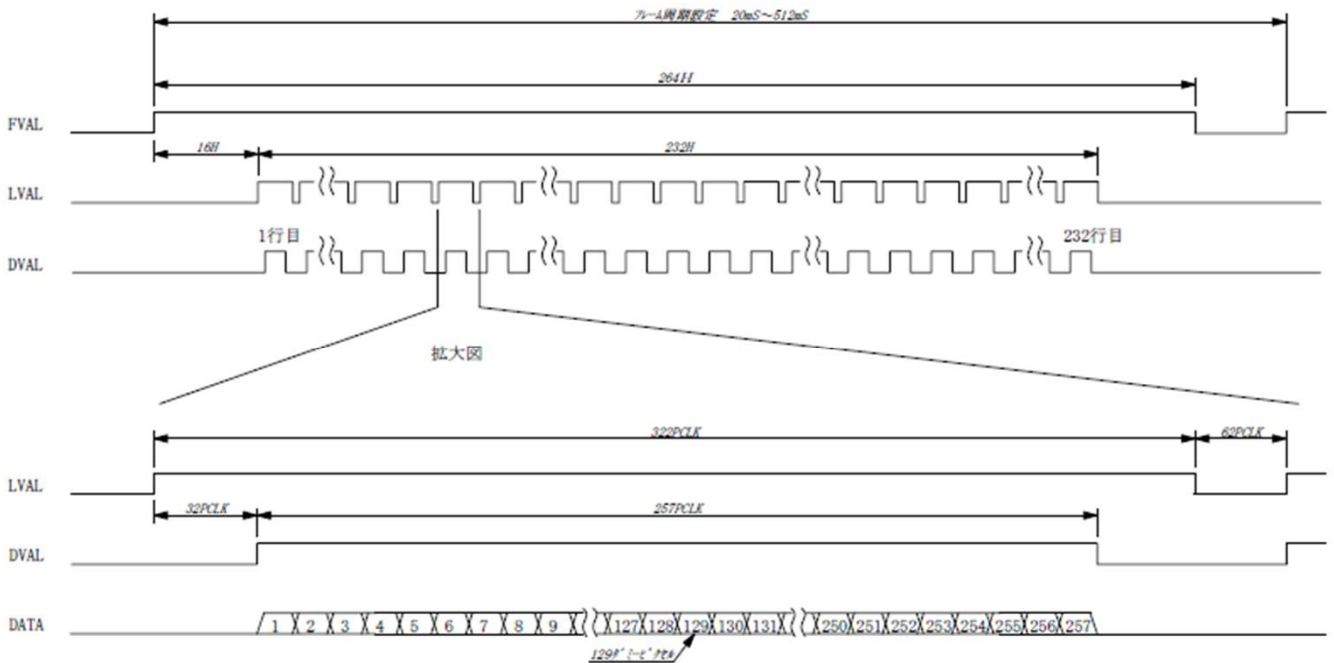 フレーム周期設定 20mS～512mS
264H
FVAL
16H
232H
LVAL
1行目
232行目
DVAL
拡大図
322PCLK
62PCLK
LVAL
32PCLK
257PCLK
DVAL
DATA
1 2 3 4 5 6 7 8 9 127 128 129 130 131 250 251 252 253 254 255 256 257
129ダミーピクセル